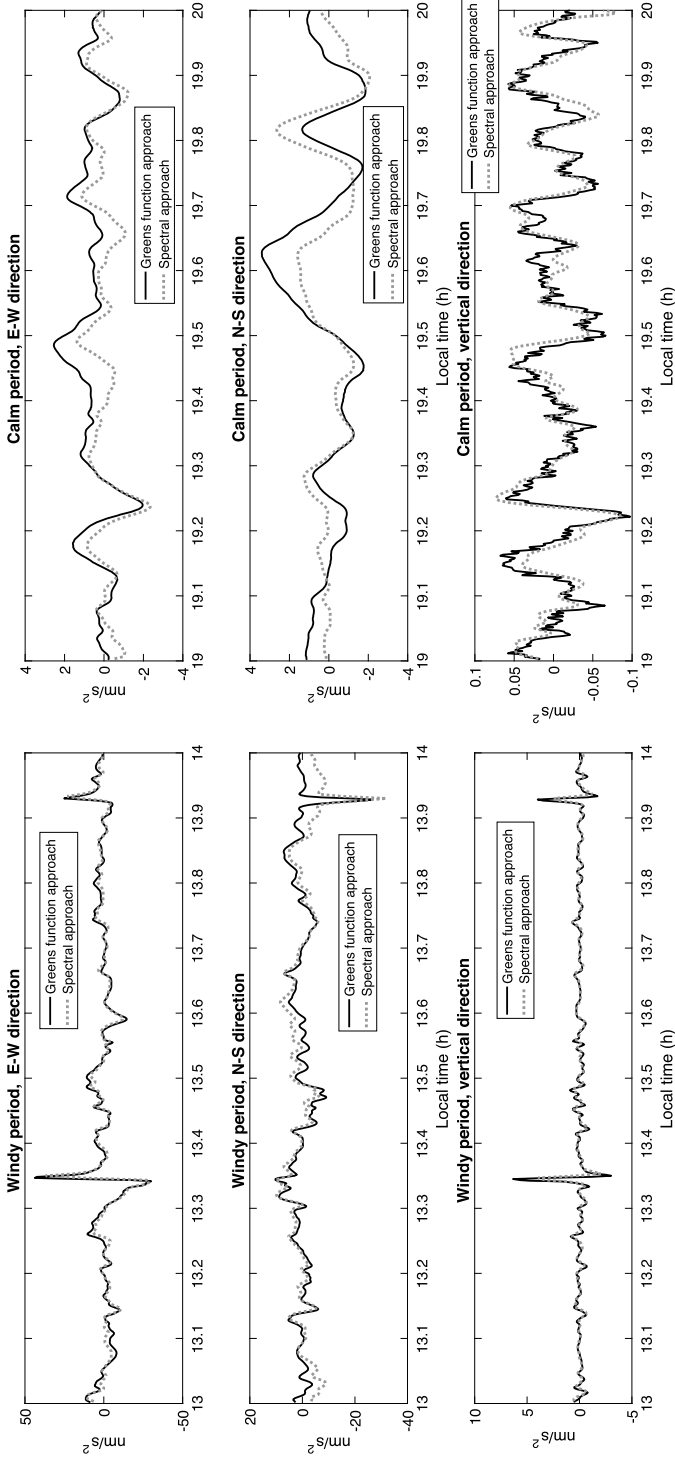 Windy period, E-W direction
50
0
-50
nm/s²
13 13.1 13.2 13.3 13.4 13.5 13.6 13.7 13.8 13.9 14
Greens function approach
Spectral approach
Calm period, E-W direction
4
2
0
-2
-4
nm/s²
19 19.1 19.2 19.3 19.4 19.5 19.6 19.7 19.8 19.9 20
Greens function approach
Spectral approach
Windy period, N-S direction
20
0
-20
-40
nm/s²
13 13.1 13.2 13.3 13.4 13.5 13.6 13.7 13.8 13.9 14
Local time (h)
Greens function approach
Spectral approach
Calm period, N-S direction
4
2
0
-2
-4
nm/s²
19 19.1 19.2 19.3 19.4 19.5 19.6 19.7 19.8 19.9 20
Local time (h)
Greens function approach
Spectral approach
Windy period, vertical direction
10
5
0
-5
nm/s²
13 13.1 13.2 13.3 13.4 13.5 13.6 13.7 13.8 13.9 14
Local time (h)
Greens function approach
Spectral approach
Calm period, vertical direction
0.1
0.05
0
-0.05
-0.1
nm/s²
19 19.1 19.2 19.3 19.4 19.5 19.6 19.7 19.8 19.9 20
Local time (h)
Greens function approach
Spectral approach